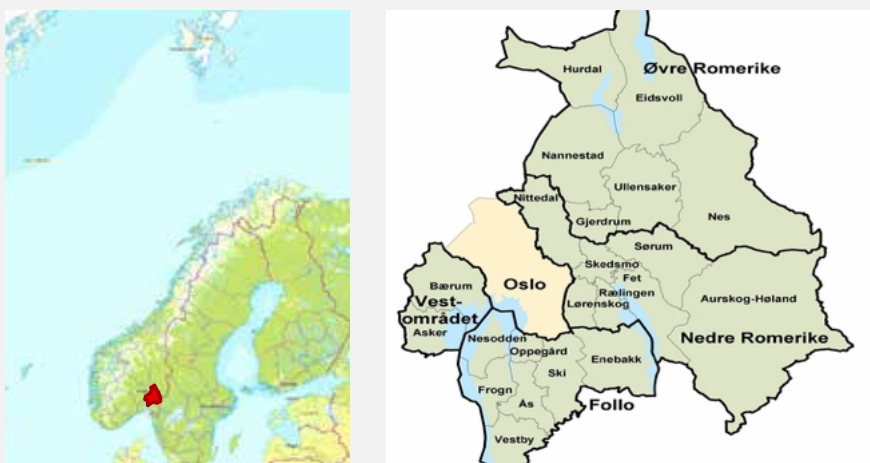 Hurdal
Øvre Romerike
Eidsvoll
Nannestad
Ullensaker
Nittedal
Gjerdrum
Nes
Sørum
Skedsmo
Fet
Oslo
Bærum
Rælingen
Aurskog-Høland
Vest-
området
Lørenskog
Asker
Nesodden
Nedre Romerike
Oppegård
Enebakk
Ski
Frogn
Ås
Follo
Vestby